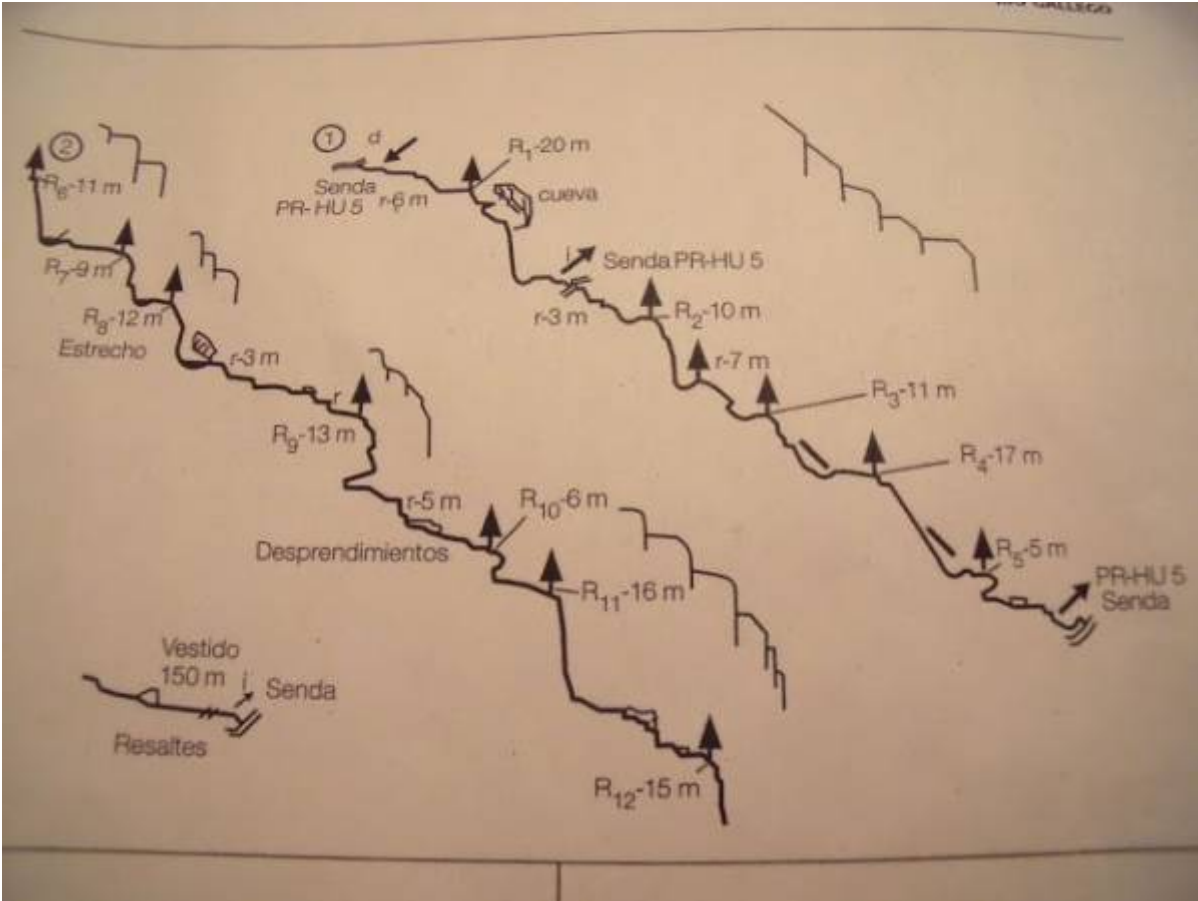 RIO GALLEGO
1
d
R1-20 m
Senda
PR-HU 5
r-6 m
cueva
i
Senda PR-HU 5
r-3 m
R2-10 m
r-7 m
R3-11 m
R4-17 m
R5-5 m
PR-HU 5
Senda
2
R6-11 m
R7-9 m
R8-12 m
Estrecho
r-3 m
r
R9-13 m
r-5 m
R10-6 m
Desprendimientos
R11-16 m
R12-15 m
Vestido
150 m
i
Senda
Resaltes